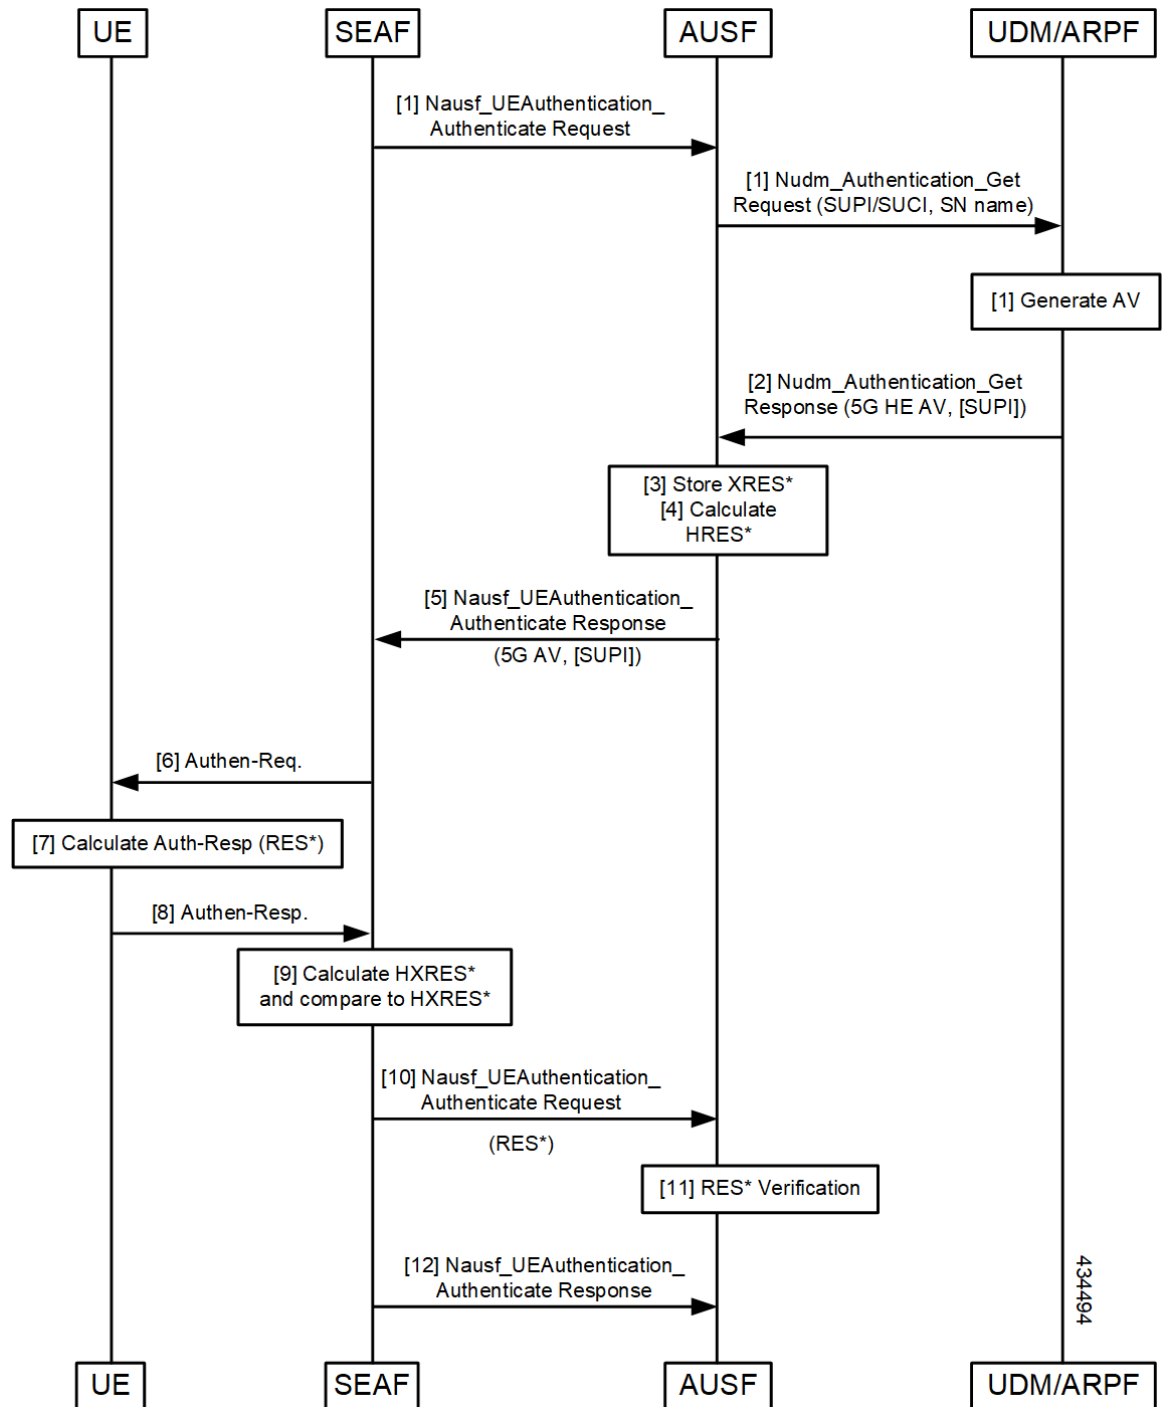 UE
SEAF
AUSF
UDM/ARPF
[1] Nausf_UEAuthentication_
Authenticate Request
[1] Nudm_Authentication_Get
Request (SUPI/SUCI, SN name)
[1] Generate AV
[2] Nudm_Authentication_Get
Response (5G HE AV, [SUPI])
[3] Store XRES*
[4] Calculate
HRES*
[5] Nausf_UEAuthentication_
Authenticate Response
(5G AV, [SUPI])
[6] Authen-Req.
[7] Calculate Auth-Resp (RES*)
[8] Authen-Resp.
[9] Calculate HXRES*
and compare to HXRES*
[10] Nausf_UEAuthentication_
Authenticate Request
(RES*)
[11] RES* Verification
[12] Nausf_UEAuthentication_
Authenticate Response
434494
UE
SEAF
AUSF
UDM/ARPF